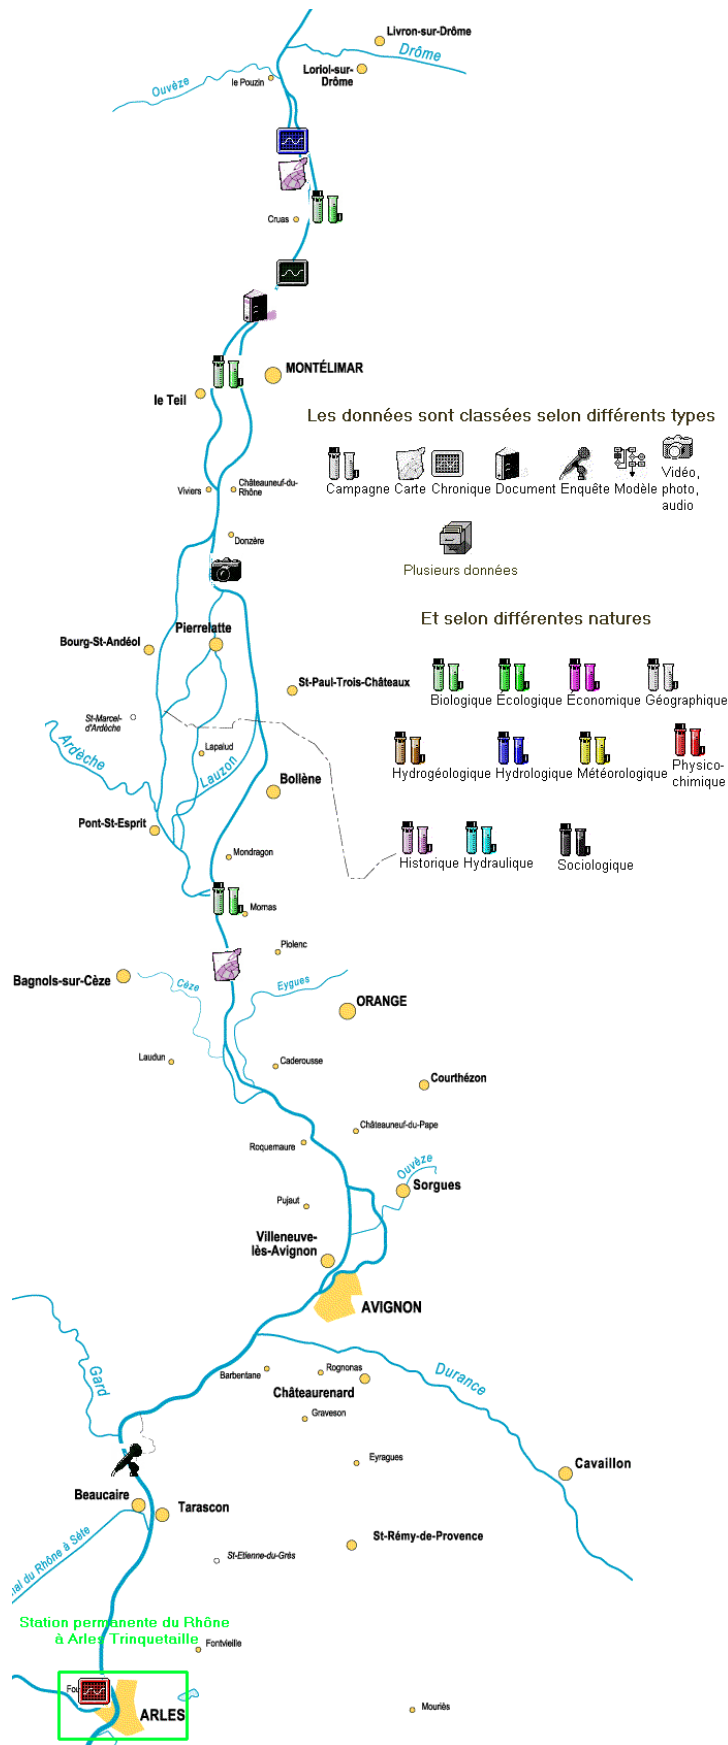 Livron-sur-Drôme
Drôme
Loriol-sur-
Drôme
le Pouzin
Ouvèze
Cruas
MONTÉLIMAR
le Teil
Les données sont classées selon différents types
Campagne
Carte
Chronique
Document
Enquête
Modèle
Vidéo,
photo,
audio
Viviers
Châteauneuf-du-
Rhône
Donzère
Plusieurs données
Et selon différentes natures
Pierrelatte
Bourg-St-Andéol
St-Paul-Trois-Châteaux
Biologique
Écologique
Économique
Géographique
St-Marcel-
d'Ardèche
Ardèche
Lapalud
Lauzon
Bollène
Hydrogéologique
Hydrologique
Météorologique
Physico-
chimique
Pont-St-Esprit
Mondragon
Historique
Hydraulique
Sociologique
Mornas
Piolenc
Bagnols-sur-Cèze
Cèze
Eygues
ORANGE
Laudun
Caderousse
Courthézon
Châteauneuf-du-Pape
Roquemaure
Ouvèze
Sorgues
Pujaut
Villeneuve-
lès-Avignon
AVIGNON
Gard
Barbentane
Rognonas
Châteaurenard
Durance
Graveson
Eyragues
Cavaillon
Beaucaire
Tarascon
St-Rémy-de-Provence
St-Etienne-du-Grès
nal du Rhône à Sète
Station permanente du Rhône
à Arles Trinquetaille
Fontvieille
Fou
ARLES
Mouriès